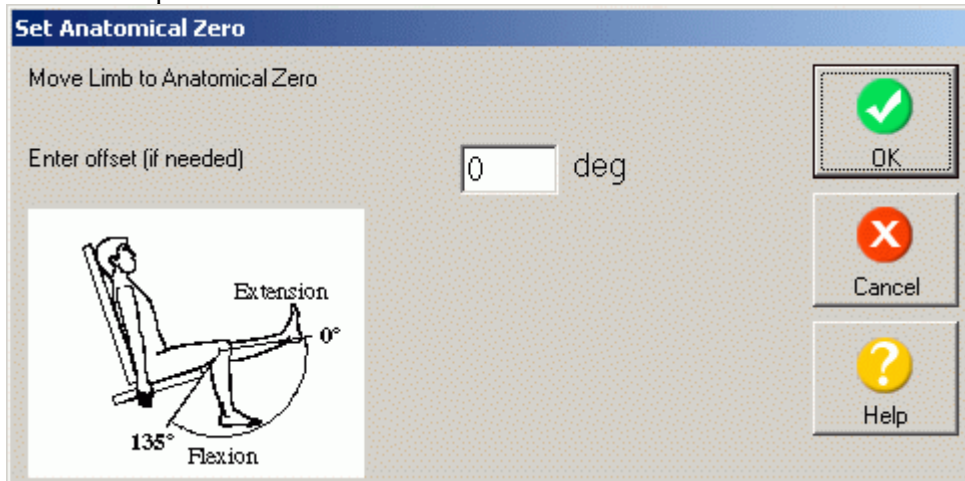 Set Anatomical Zero
Move Limb to Anatomical Zero
Enter offset (if needed)
0 deg
OK
Cancel
Help
Extension
0°
135°
Flexion